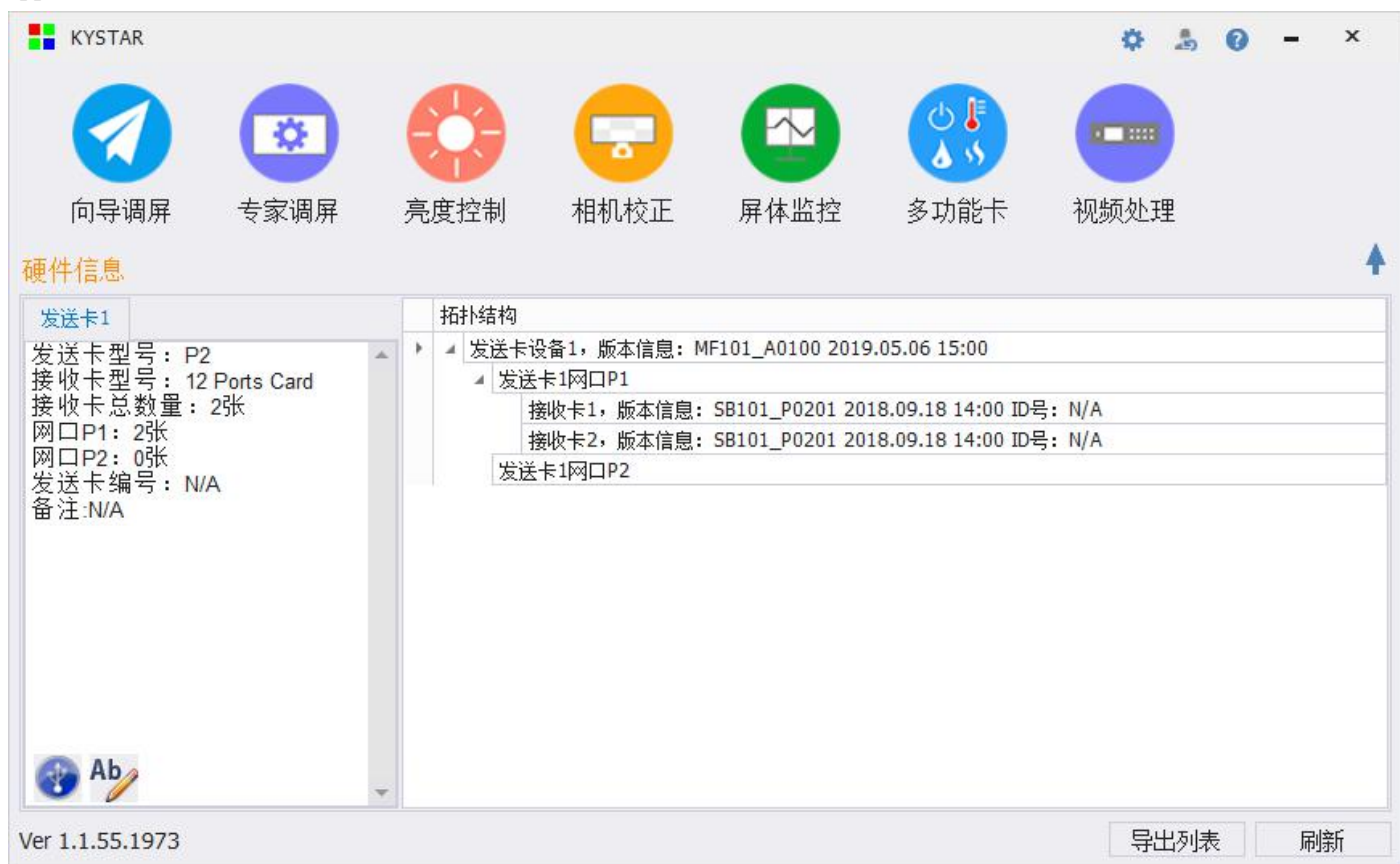 KYSTAR
向导调屏 专家调屏 亮度控制 相机校正 屏体监控 多功能卡 视频处理
硬件信息
发送卡1
发送卡型号：P2
接收卡型号：12 Ports Card
接收卡总数量：2张
网口P1：2张
网口P2：0张
发送卡编号：N/A
备注:N/A
Ab
拓扑结构
发送卡设备1，版本信息：MF101_A0100 2019.05.06 15:00
发送卡1网口P1
接收卡1，版本信息：SB101_P0201 2018.09.18 14:00 ID号：N/A
接收卡2，版本信息：SB101_P0201 2018.09.18 14:00 ID号：N/A
发送卡1网口P2
Ver 1.1.55.1973
导出列表 刷新